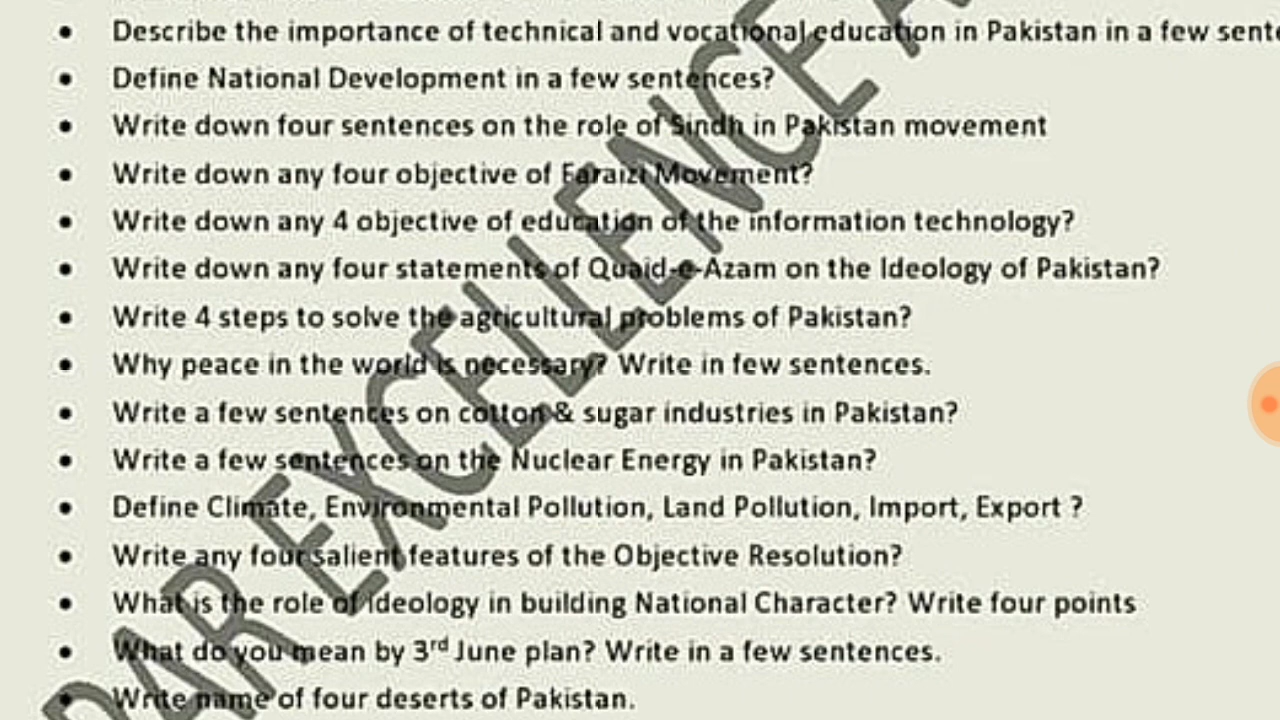 • Describe the importance of technical and vocational education in Pakistan in a few
• Define National Development in a few sentences?
• Write down four sentences on the role of Sindh in Pakistan movement
• Write down any four objective of Faraizi Movement?
• Write down any 4 objective of education of the information technology?
• Write down any four statements of Quaid-e-Azam on the Ideology of Pakistan?
• Write 4 steps to solve the agricultural problems of Pakistan?
• Why peace in the world is necessary? Write in few sentences.
• Write a few sentences on cotton & sugar industries in Pakistan?
• Write a few sentences on the Nuclear Energy in Pakistan?
• Define Climate, Environmental Pollution, Land Pollution, Import, Export ?
• Write any four salient features of the Objective Resolution?
• What is the role of Ideology in building National Character? Write four points
• What do you mean by 3rd June plan? Write in a few sentences.
• Write name of four deserts of Pakistan.
EXCELLENCE